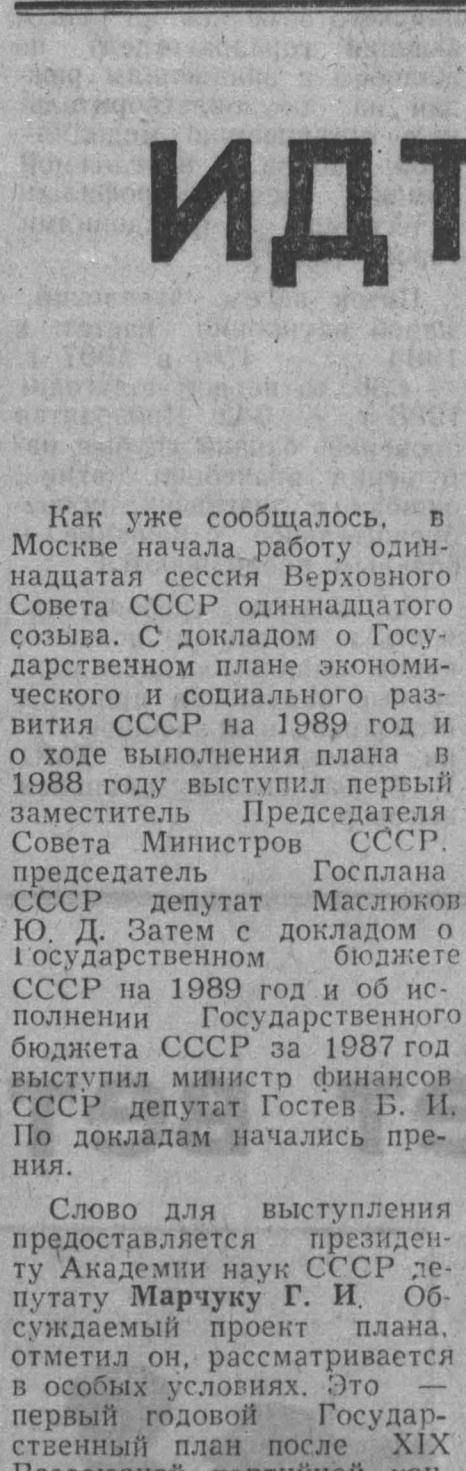 ИДТ
Как уже сообщалось, в
Москве начала работу один-
надцатая сессия Верховного
Совета СССР одиннадцатого
созыва. С докладом о Госу-
дарственном плане экономи-
ческого и социального раз-
вития СССР на 1989 год и
о ходе выполнения плана в
1988 году выступил первый
заместитель Председателя
Совета Министров СССР,
председатель Госплана
СССР депутат Маслюков
Ю. Д. Затем с докладом о
Государственном бюджете
СССР на 1989 год и об ис-
полнении Государственного
бюджета СССР за 1987 год
выступил министр финансов
СССР депутат Гостев Б. И.
По докладам начались пре-
ния.
Слово для выступления
предоставляется президен-
ту Академии наук СССР де-
путату Марчуку Г. И. Об-
суждаемый проект плана,
отметил он, рассматривается
в особых условиях. Это —
первый годовой Государ-
ственный план после XIX